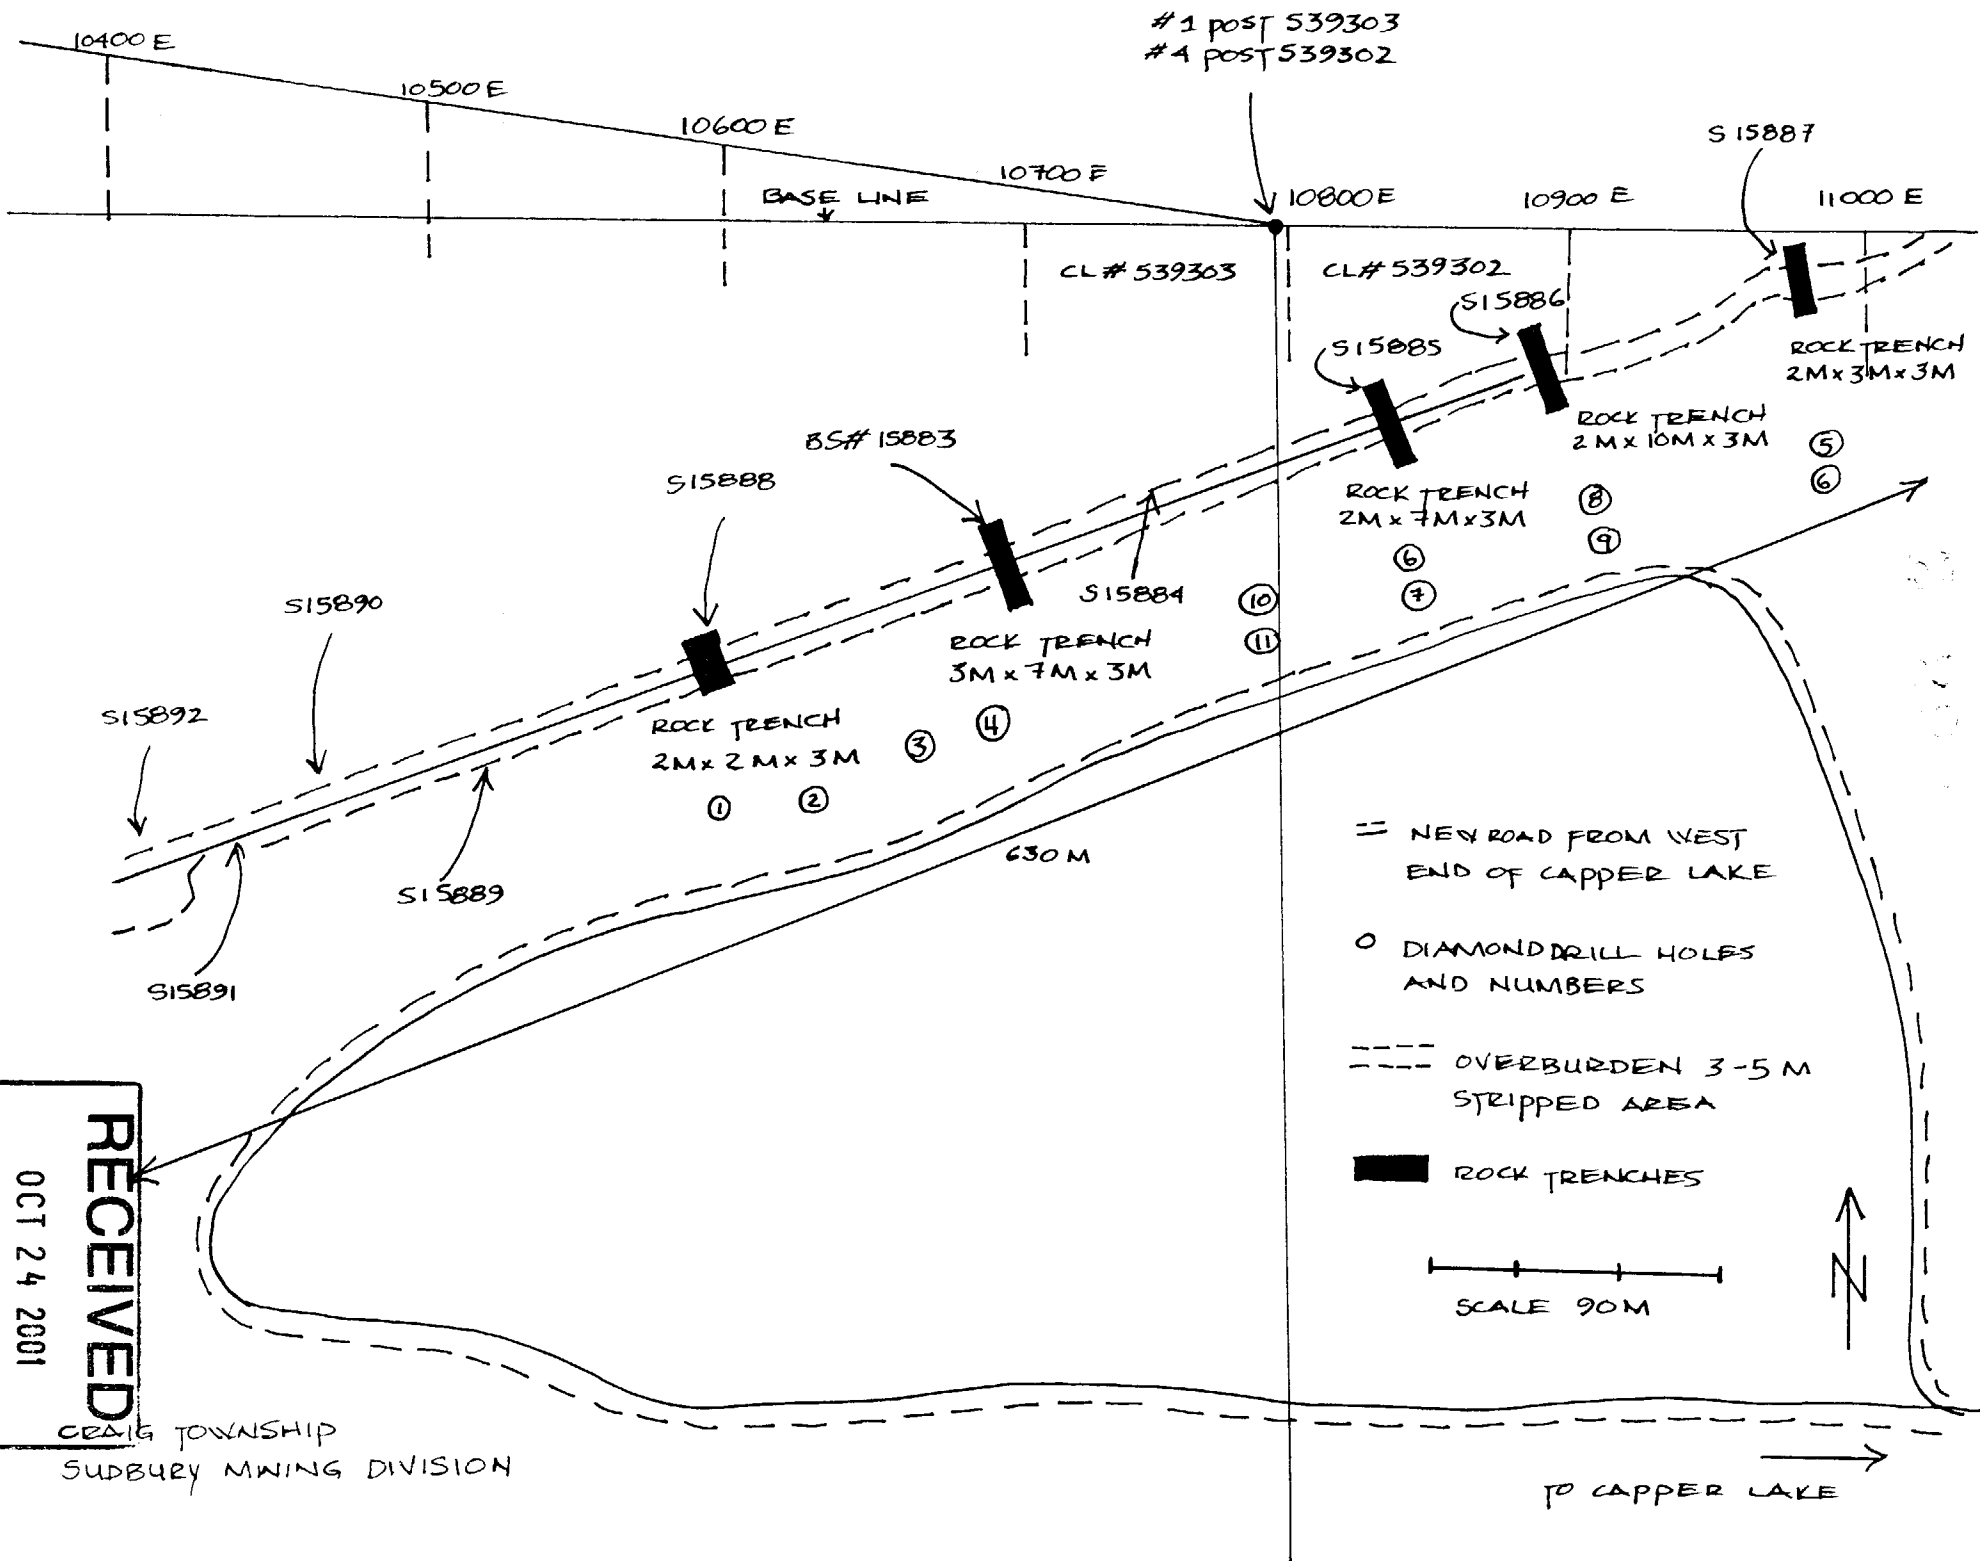 #1 POST 539303
#4 POST 539302
10400 E
10500 E
10600 E
10700 E
BASE LINE
10800 E
10900 E
11000 E
S 15887
CL# 539303
CL# 539302
S15886
S15885
ROCK TRENCH
2M x 3M x 3M
ROCK TRENCH
2M x 10M x 3M
BS# 15883
S15888
ROCK TRENCH
2M x 7M x 3M
5
6
8
9
6
7
S15884
10
11
S15890
ROCK TRENCH
3M x 7M x 3M
S15892
ROCK TRENCH
2M x 2M x 3M
3
4
1
2
S15889
S15891
630 M
NEW ROAD FROM WEST
END OF CAPPER LAKE
O DIAMOND DRILL HOLES
AND NUMBERS
OVERBURDEN 3-5 M
STRIPPED AREA
ROCK TRENCHES
SCALE 90M
N
RECEIVED
OCT 24 2001
CRAIG TOWNSHIP
SUDBURY MINING DIVISION
TO CAPPER LAKE